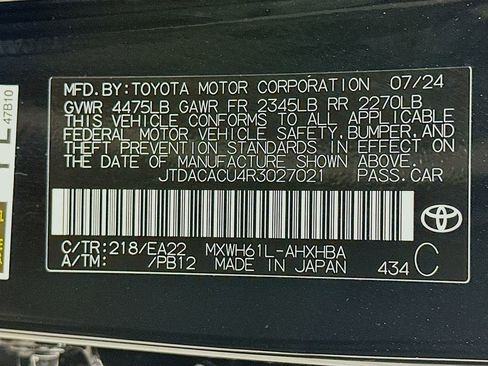 47B10
MFD. BY: TOYOTA MOTOR CORPORATION 07/24
GVWR 4475LB GAWR FR 2345LB RR 2270LB
THIS VEHICLE CONFORMS TO ALL APPLICABLE
FEDERAL MOTOR VEHICLE SAFETY, BUMPER, AND
THEFT PREVENTION STANDARDS IN EFFECT ON
THE DATE OF MANUFACTURE SHOWN ABOVE.
JTDACACU4R3027021 PASS.CAR
C/TR: 218/EA22 MXWH61L-AHXHBA
A/TM: /PB12 MADE IN JAPAN 434 C